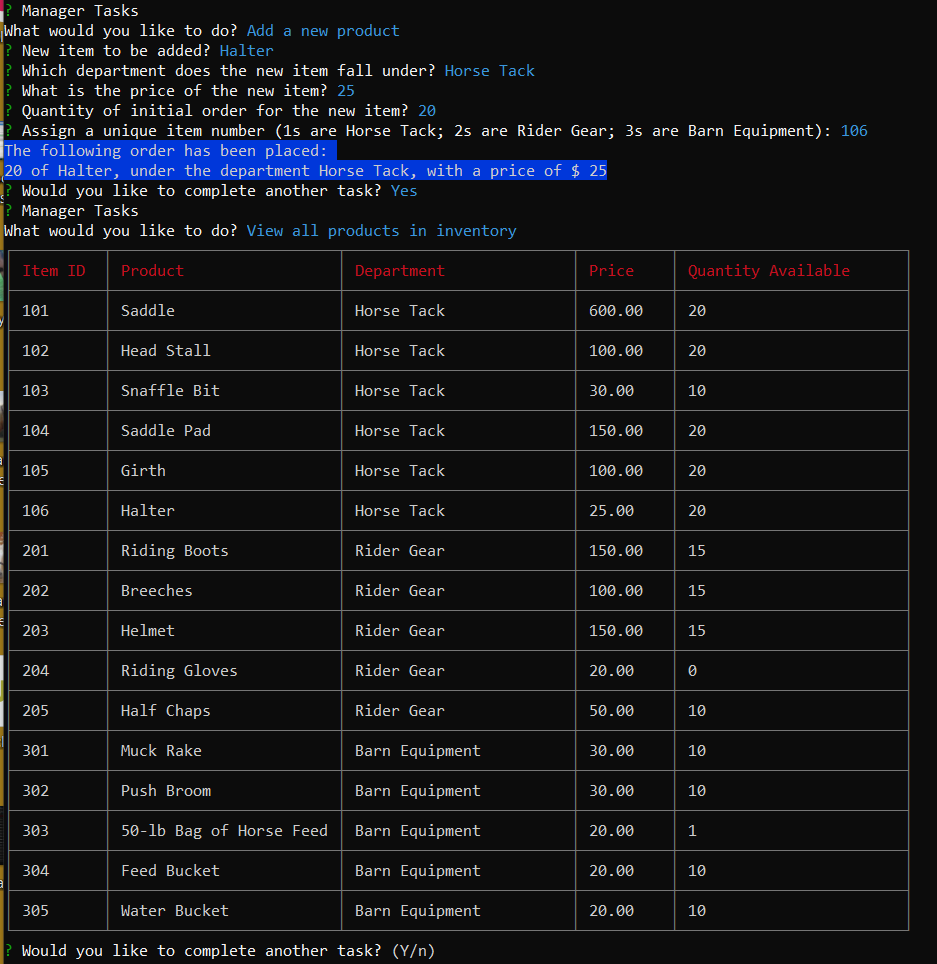 ? Manager Tasks
What would you like to do? Add a new product
? New item to be added? Halter
? Which department does the new item fall under? Horse Tack
? What is the price of the new item? 25
? Quantity of initial order for the new item? 20
? Assign a unique item number (1s are Horse Tack; 2s are Rider Gear; 3s are Barn Equipment): 106
The following order has been placed:
20 of Halter, under the department Horse Tack, with a price of $ 25
? Would you like to complete another task? Yes
? Manager Tasks
What would you like to do? View all products in inventory
Item ID Product Department Price Quantity Available
101 Saddle Horse Tack 600.00 20
102 Head Stall Horse Tack 100.00 20
103 Snaffle Bit Horse Tack 30.00 10
104 Saddle Pad Horse Tack 150.00 20
105 Girth Horse Tack 100.00 20
106 Halter Horse Tack 25.00 20
201 Riding Boots Rider Gear 150.00 15
202 Breeches Rider Gear 100.00 15
203 Helmet Rider Gear 150.00 15
204 Riding Gloves Rider Gear 20.00 0
205 Half Chaps Rider Gear 50.00 10
301 Muck Rake Barn Equipment 30.00 10
302 Push Broom Barn Equipment 30.00 10
303 50-lb Bag of Horse Feed Barn Equipment 20.00 1
304 Feed Bucket Barn Equipment 20.00 10
305 Water Bucket Barn Equipment 20.00 10
? Would you like to complete another task? (Y/n)